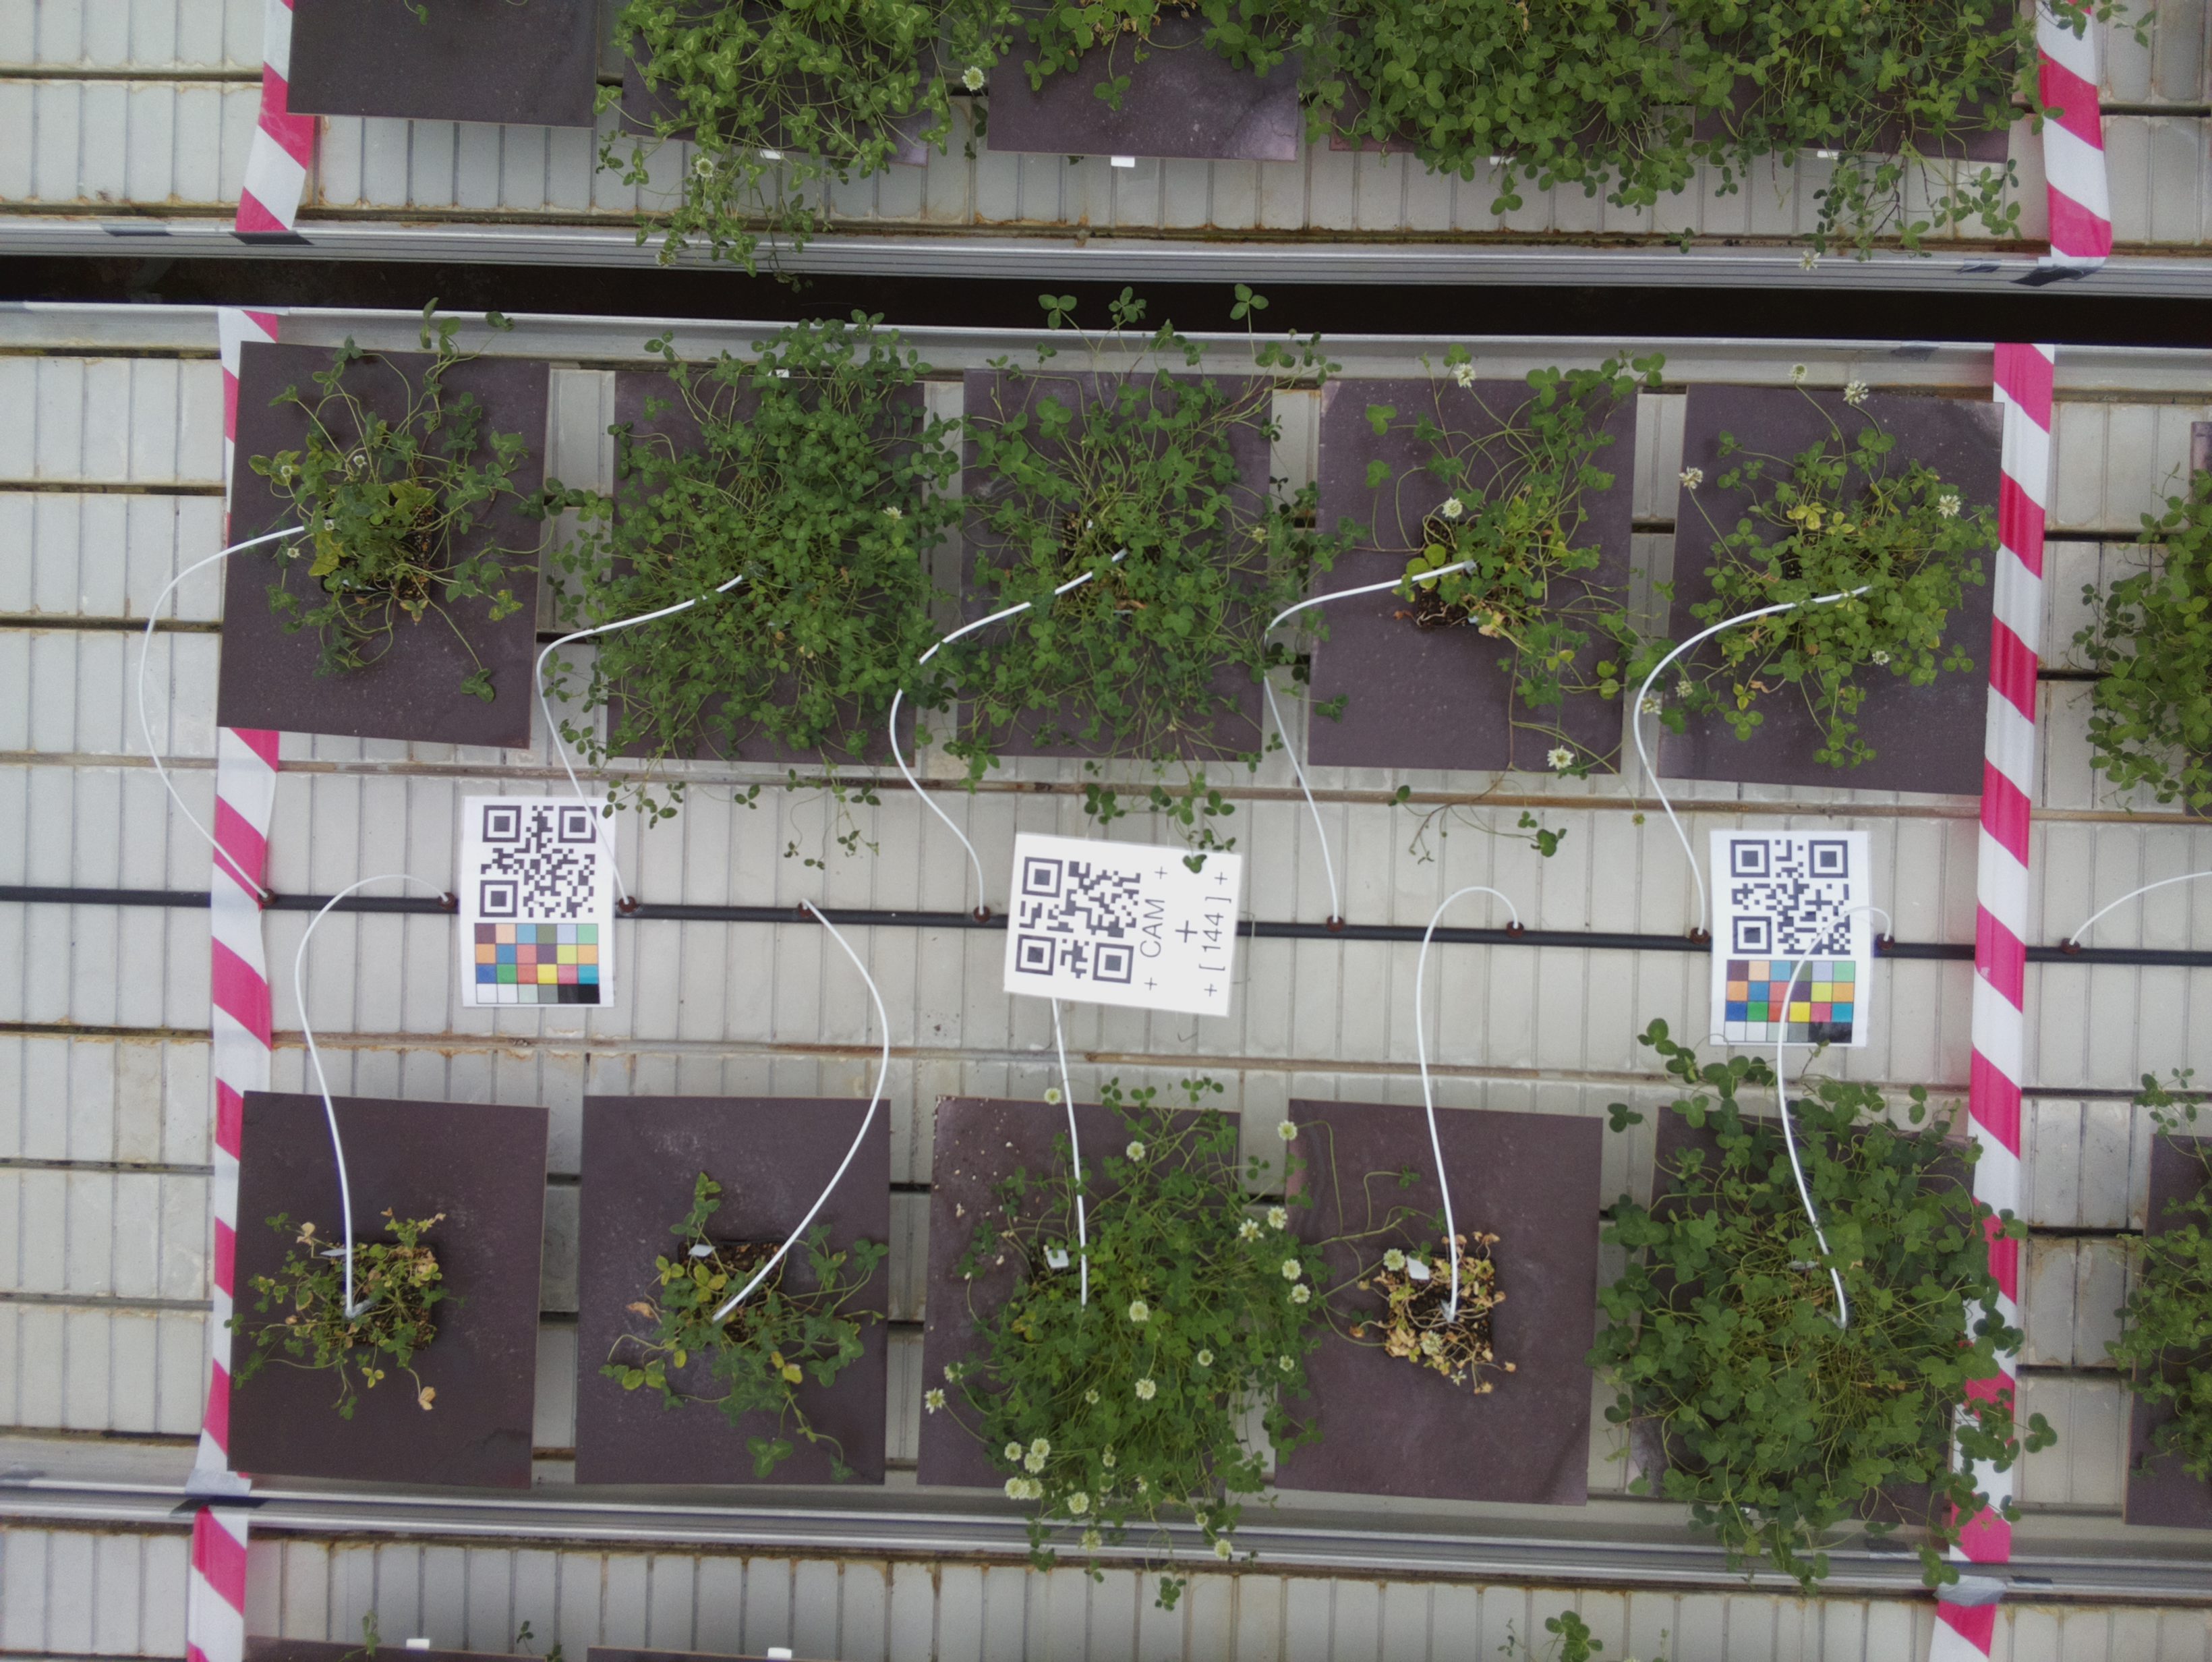 + CAM +
+
+ [ 144 ] +